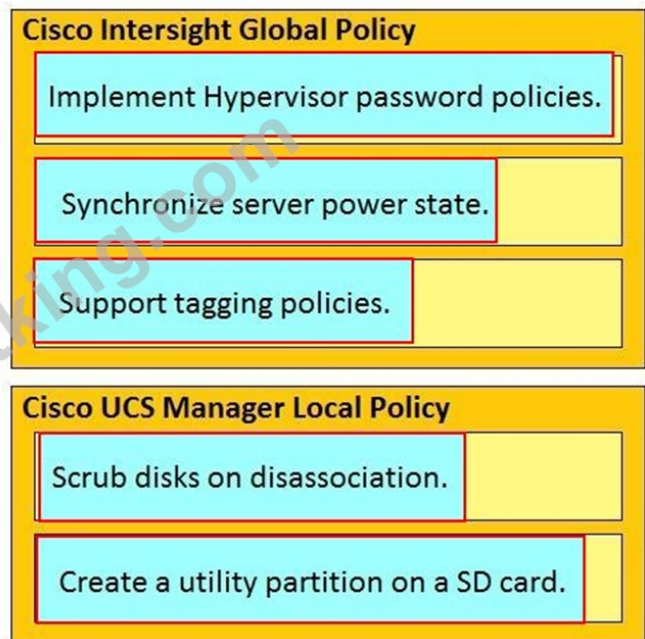 Cisco Intersight Global Policy
Implement Hypervisor password policies.
Synchronize server power state.
Support tagging policies.
Cisco UCS Manager Local Policy
Scrub disks on disassociation.
Create a utility partition on a SD card.